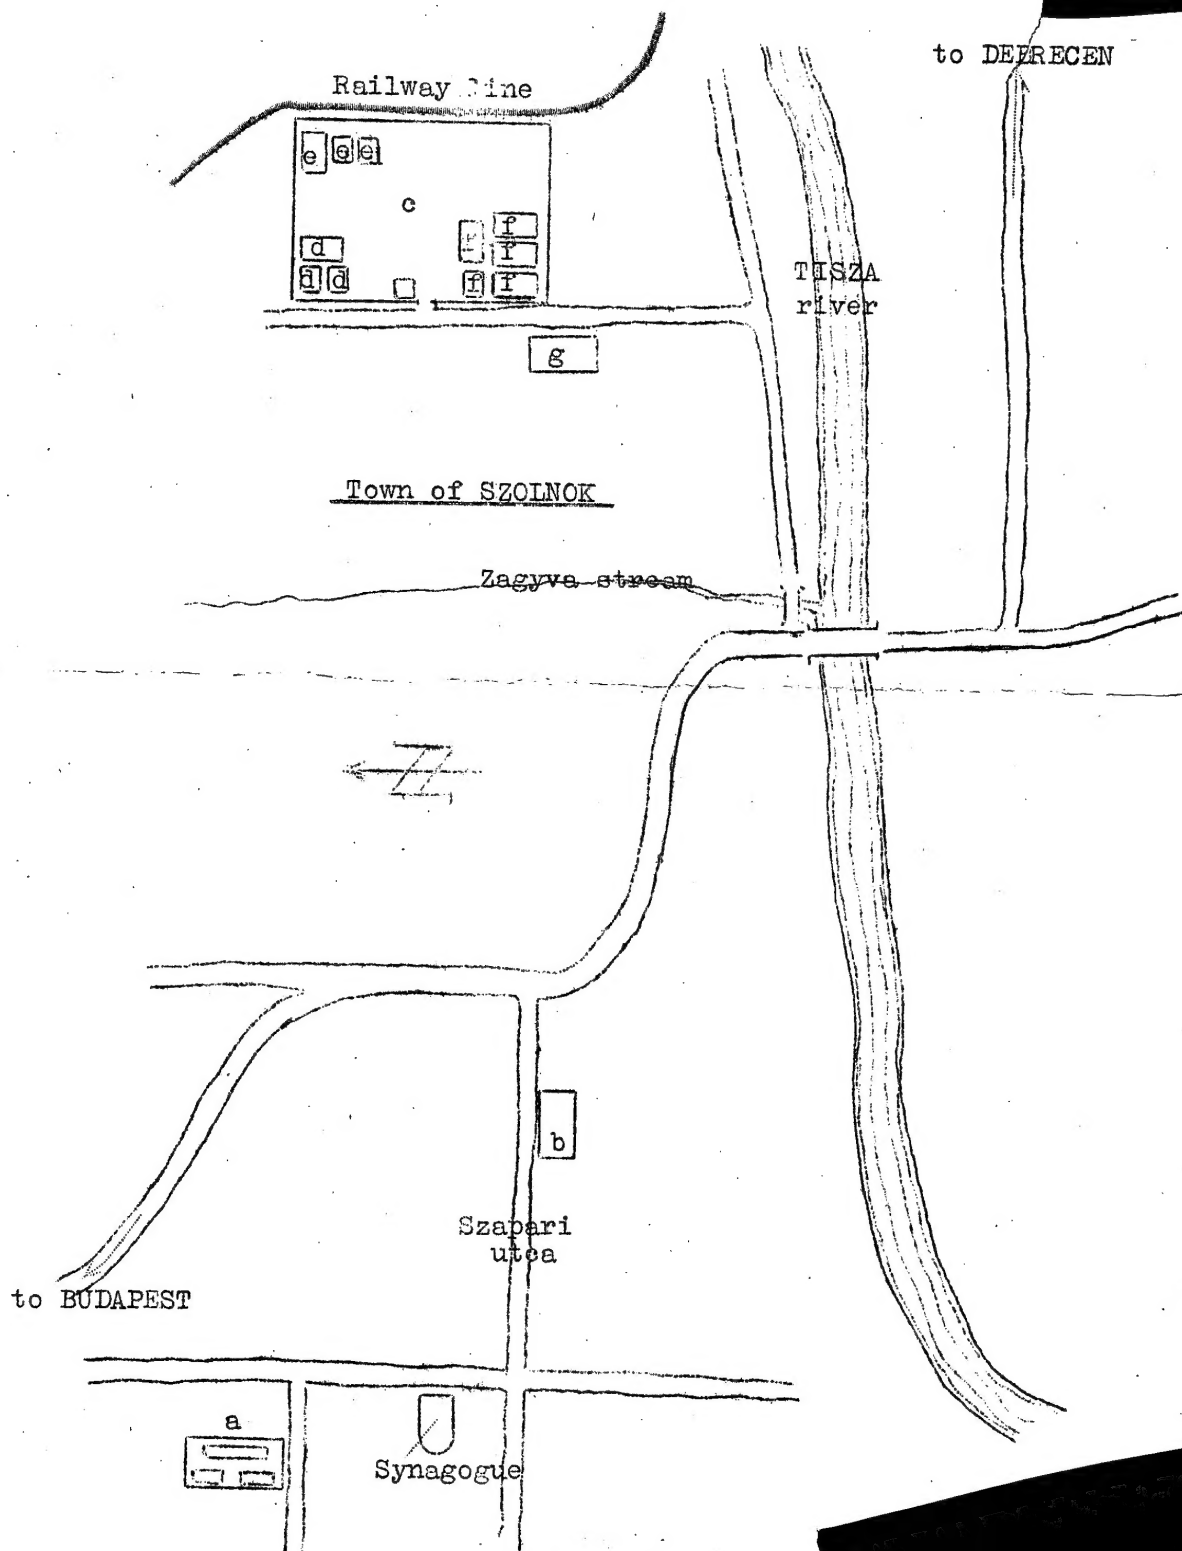 to DEBRECEN
Railway line
e e e
c
f
f f
d
d d f f
TISZA
river
g
Town of SZOLNOK
Zagyva stream
N
b
Szapari
utca
to BUDAPEST
a
Synagogue